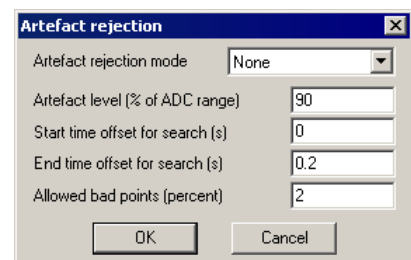 Artefact rejection
Artefact rejection mode None
Artefact level (% of ADC range) 90
Start time offset for search (s) 0
End time offset for search (s) 0.2
Allowed bad points (percent) 2
OK Cancel